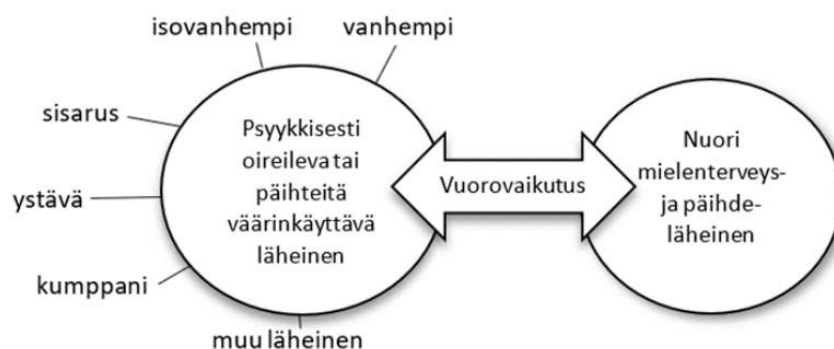 isovanhempi
vanhempi
sisarus
ystävä
kumppani
muu läheinen
Psyykkisesti
oireileva tai
päihteitä
väärinkäyttävä
läheinen
Vuorovaikutus
Nuori
mielenterveys-
ja päihde-
läheinen